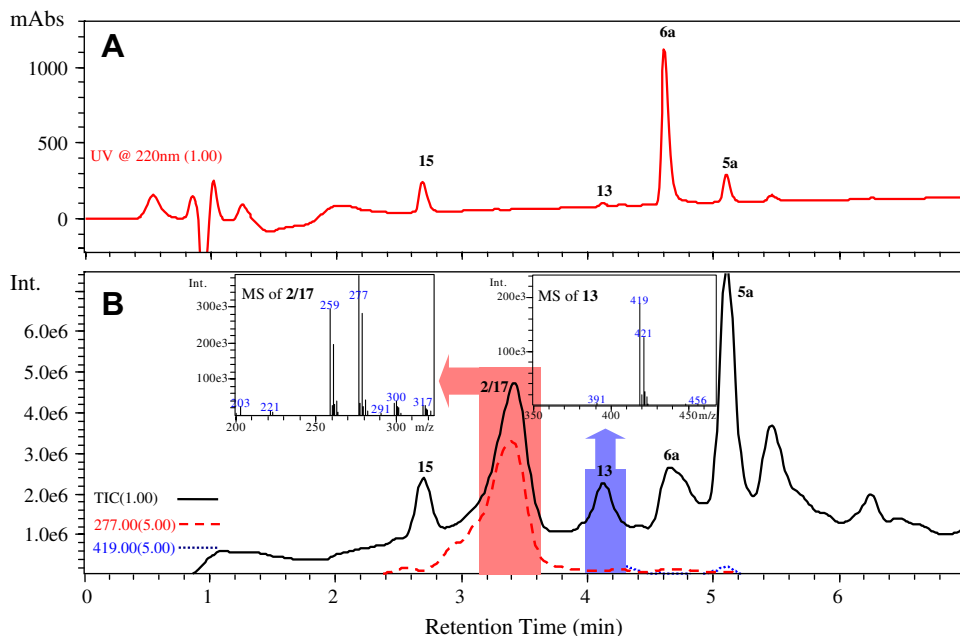 mAbs
A
6a
1000
500
UV @ 220nm (1.00)
15
13
5a
0
Int.
B
Int.
MS of 2/17
277
259
300e3
200e3
100e3
203
221
291
300
317
200
260
300
m/z
MS of 13
200e3
419
421
100e3
391
456
350
400
450m/z
5a
6.0e6
5.0e6
4.0e6
3.0e6
2.0e6
1.0e6
2/17
15
13
6a
TIC(1.00)
277.00(5.00)
419.00(5.00)
0 1 2 3 4 5 6
Retention Time (min)